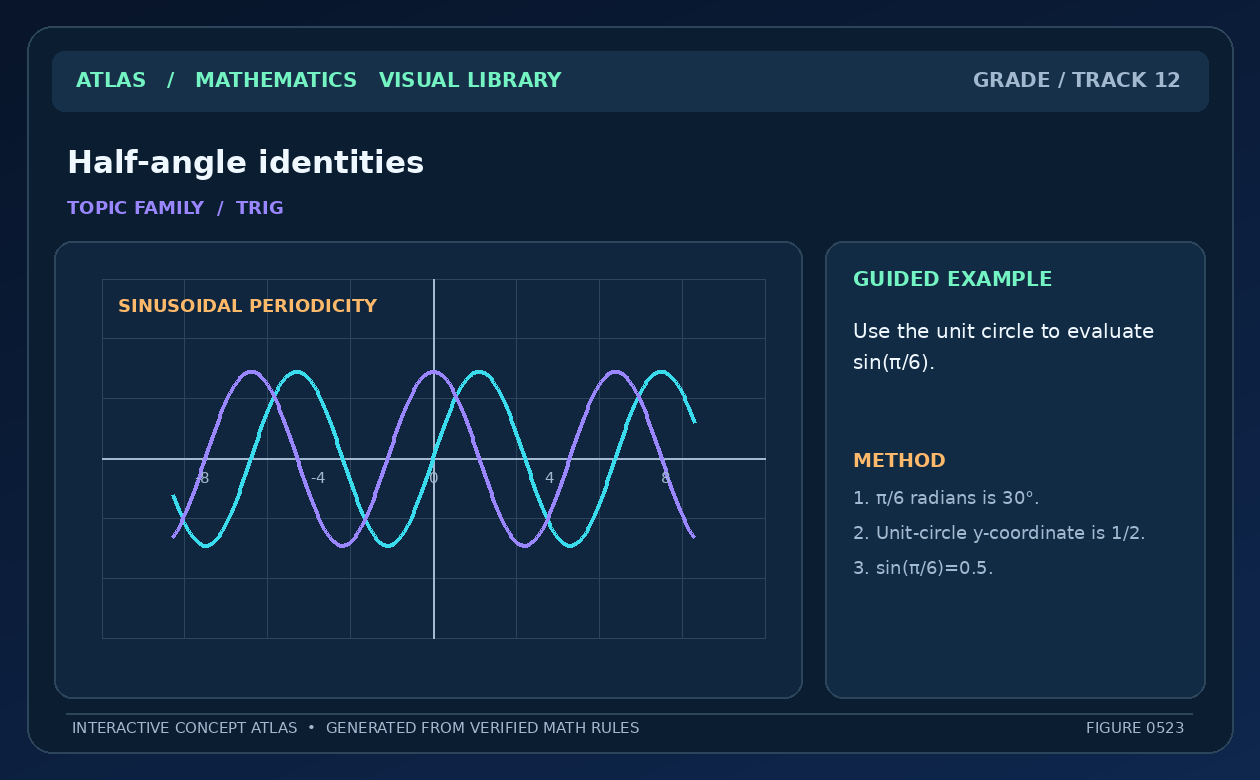 ATLAS / MATHEMATICS VISUAL LIBRARY
GRADE / TRACK 12
Half-angle identities
TOPIC FAMILY / TRIG
SINUSOIDAL PERIODICITY
-8 -4 0 4 8
GUIDED EXAMPLE
Use the unit circle to evaluate
sin(π/6).
METHOD
1. π/6 radians is 30°.
2. Unit-circle y-coordinate is 1/2.
3. sin(π/6)=0.5.
INTERACTIVE CONCEPT ATLAS • GENERATED FROM VERIFIED MATH RULES
FIGURE 0523